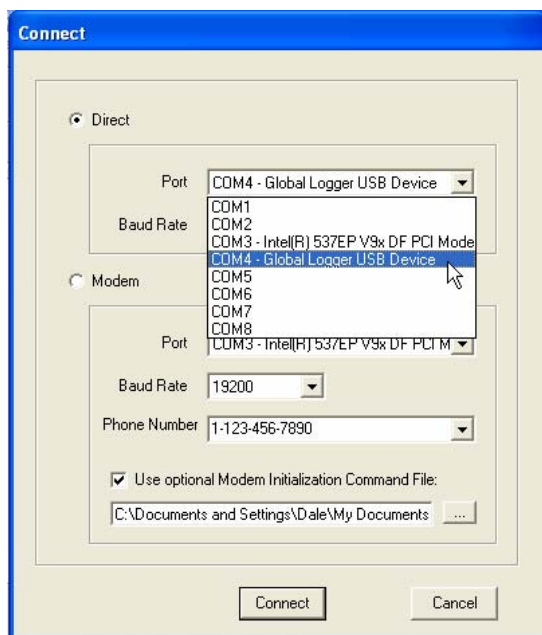 Connect
Direct
Port COM4 - Global Logger USB Device
Baud Rate
COM1
COM2
COM3 - Intel(R) 537EP V9x DF PCI Mode
COM4 - Global Logger USB Device
COM5
COM6
COM7
COM8
Modem
Port COM3 - Intel(R) 537EP V9x DF PCI M
Baud Rate 19200
Phone Number 1-123-456-7890
Use optional Modem Initialization Command File:
C:\Documents and Settings\Dale\My Documents ...
Connect Cancel